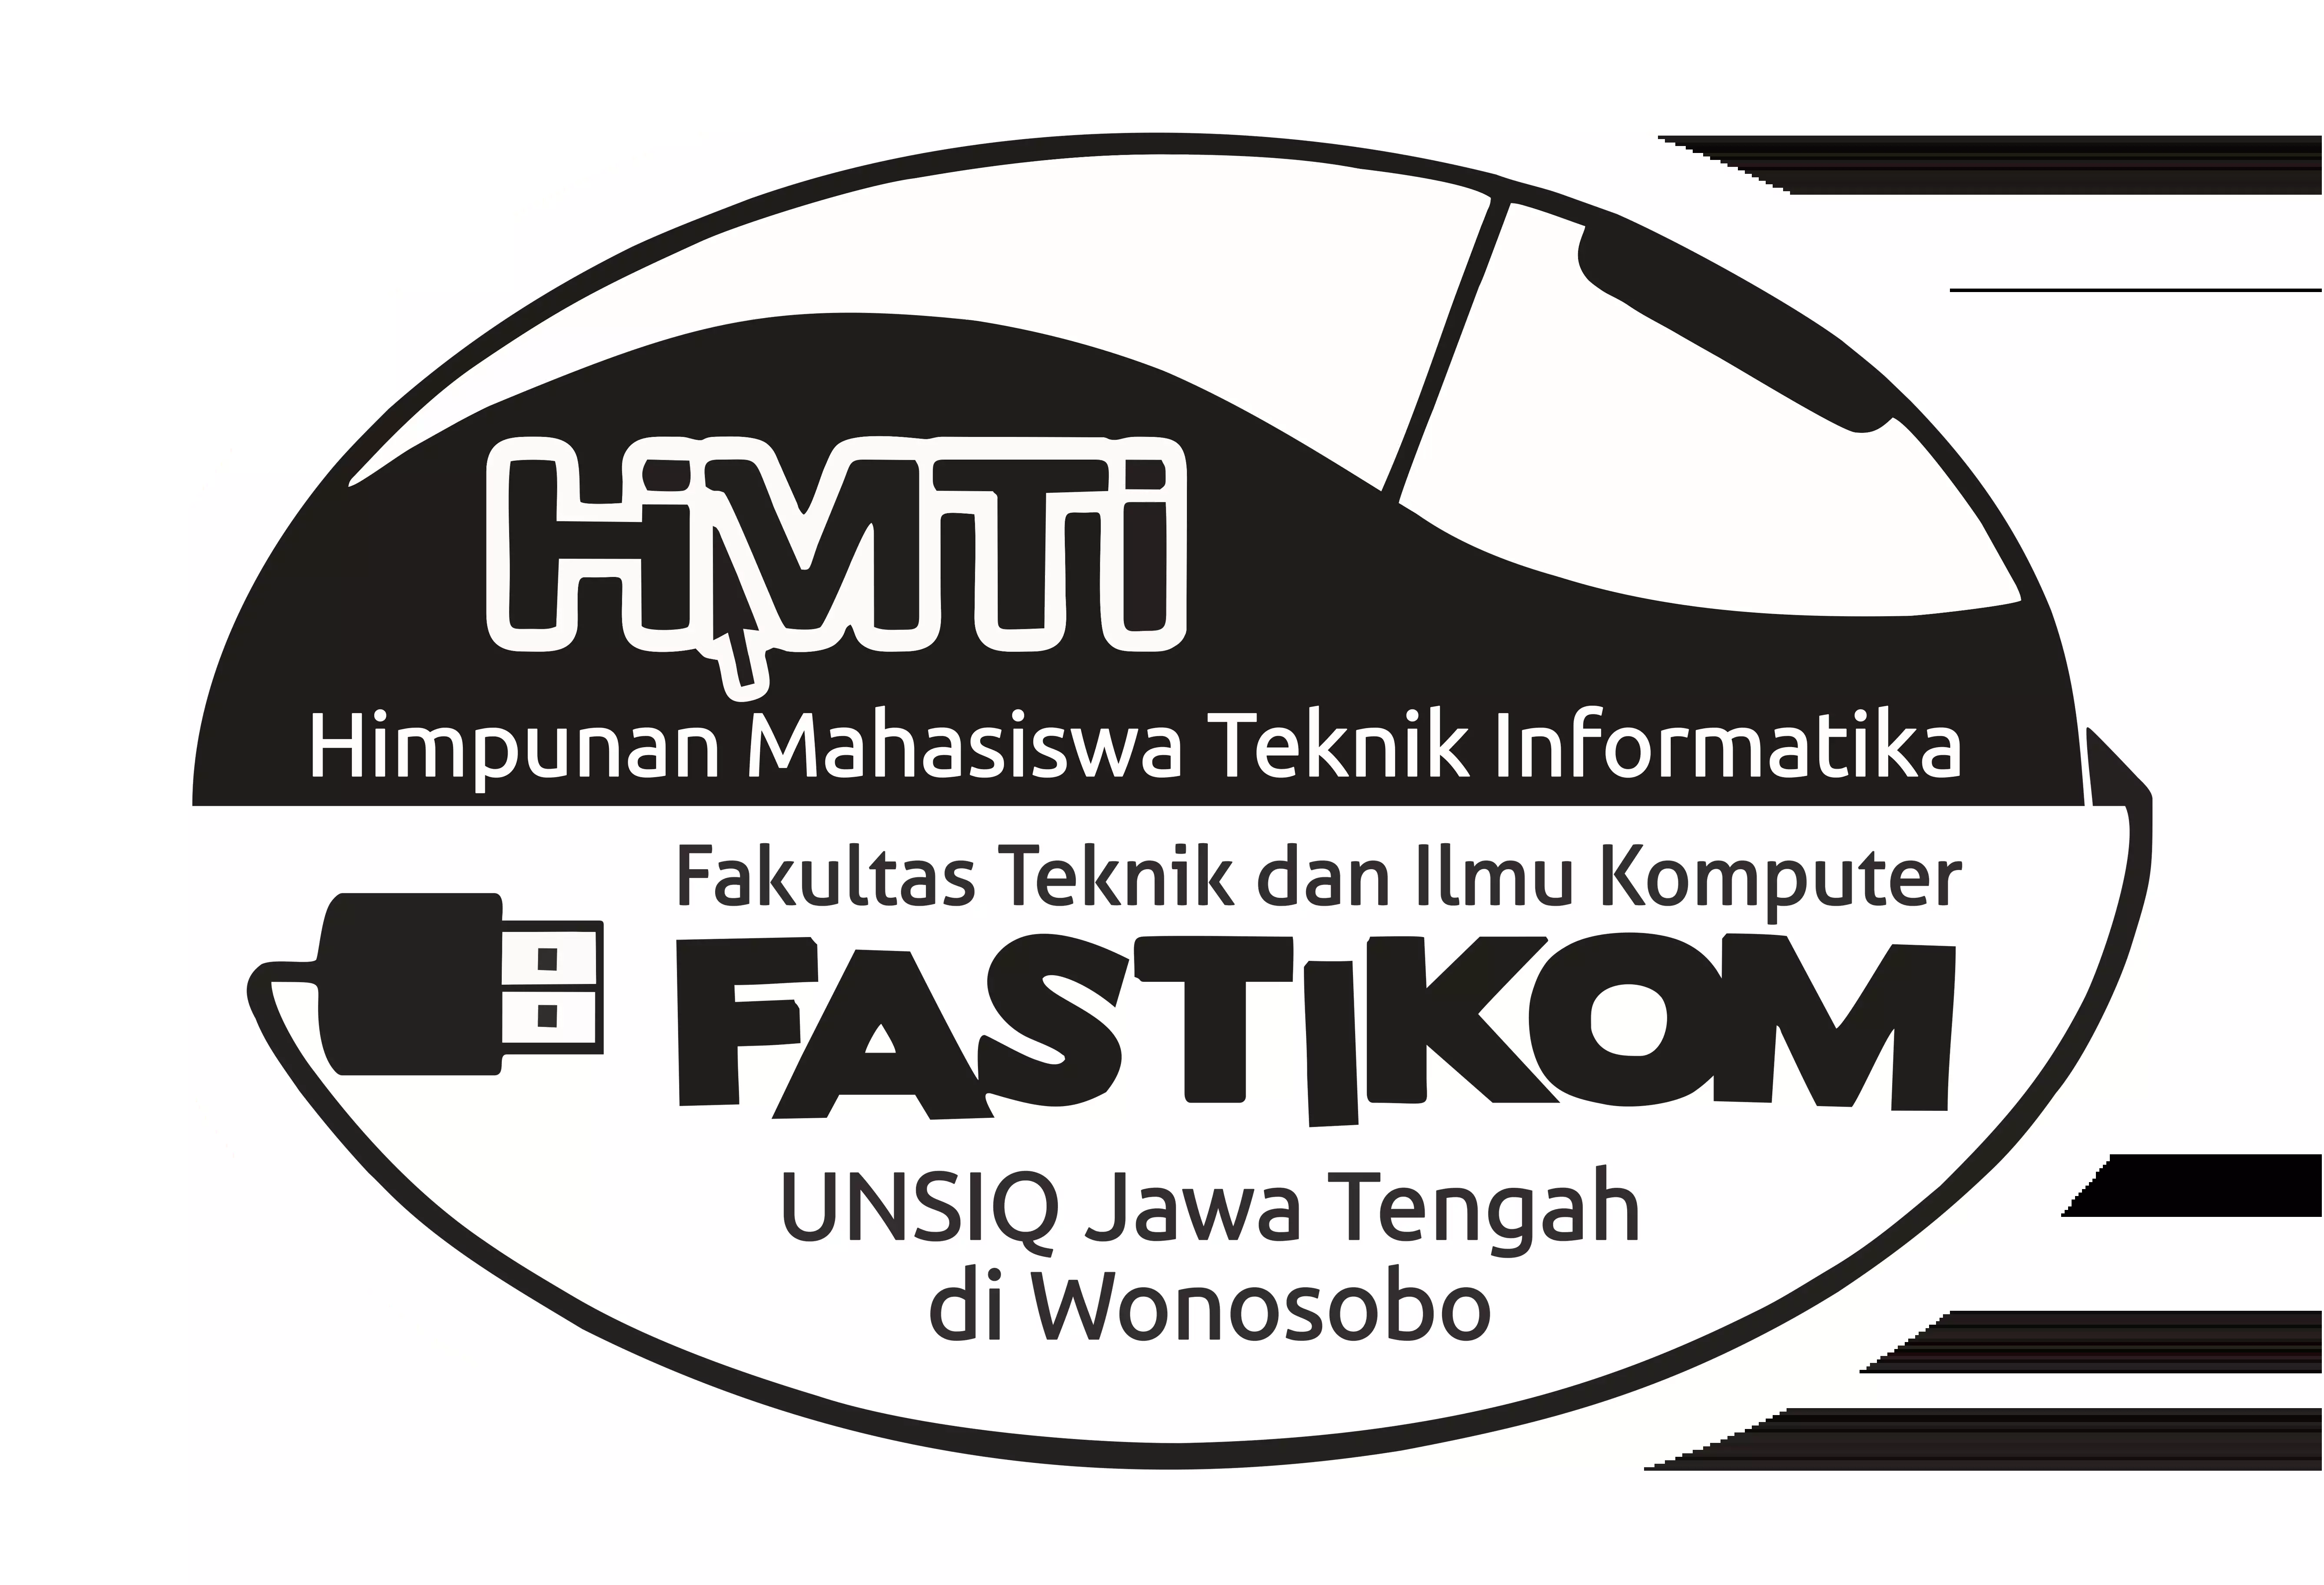 HMTi
Himpunan Mahasiswa Teknik Informatika
Fakultas Teknik dan Ilmu Komputer
FASTIKOM
UNSIQ Jawa Tengah
di Wonosobo